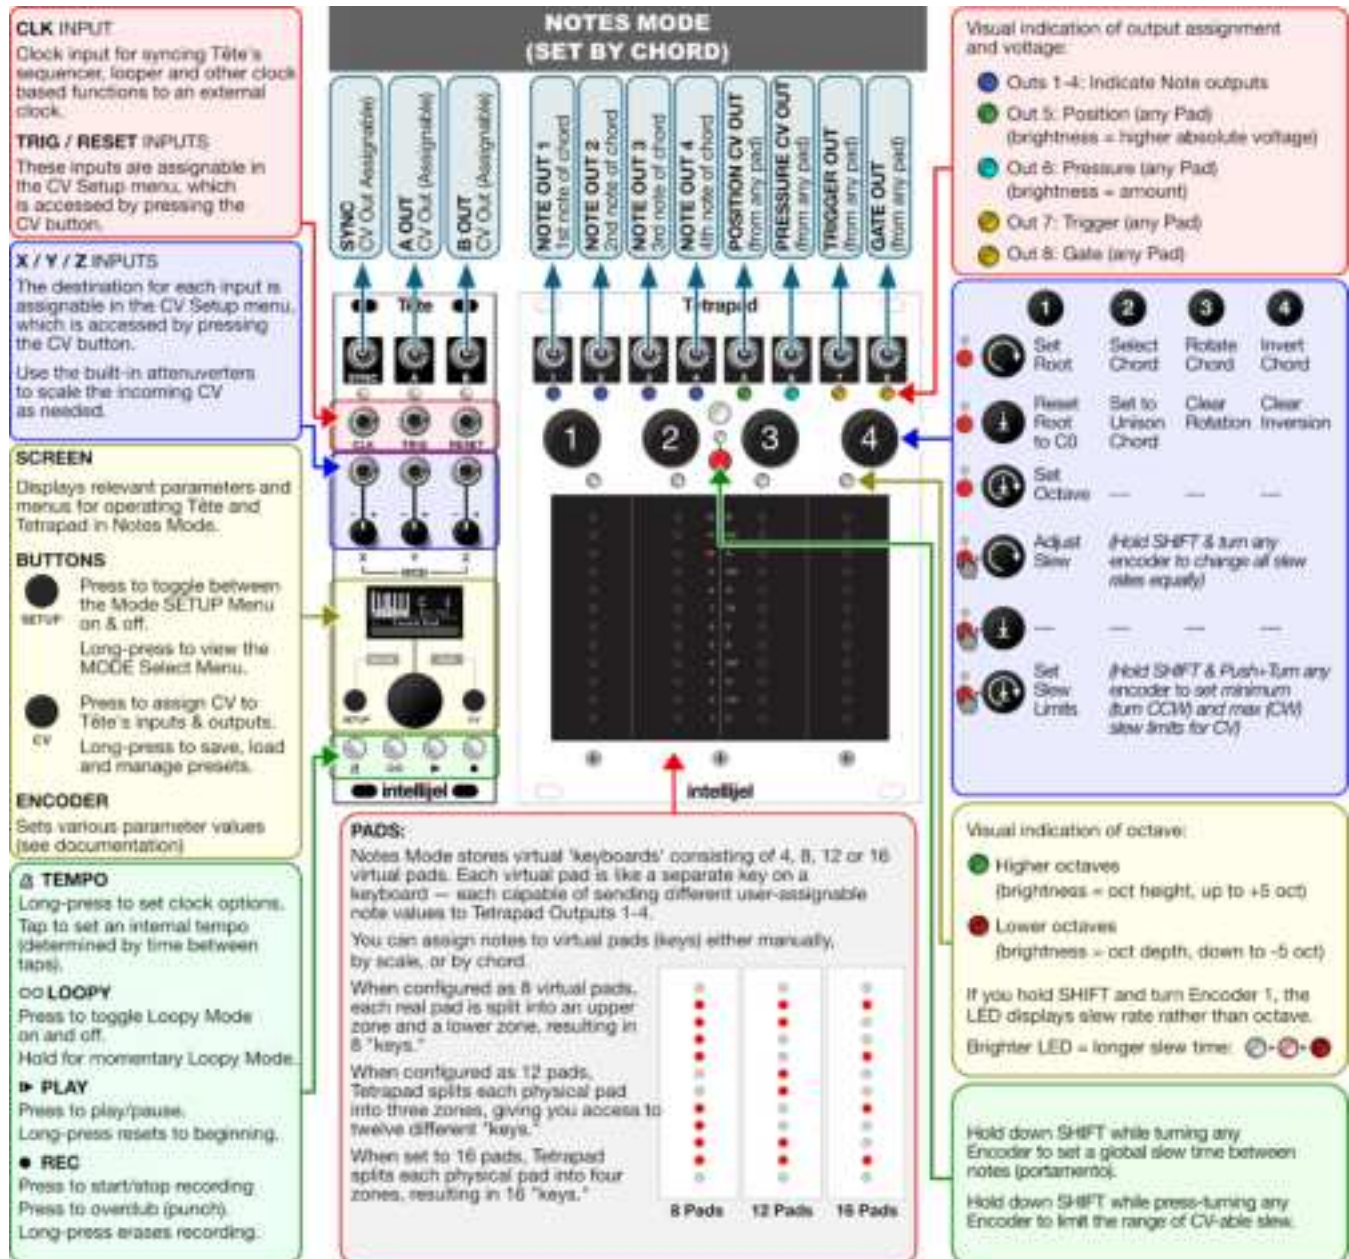 NOTES MODE
(SET BY CHORD)
CLK INPUT
Clock input for syncing Tête's
sequencer, looper and other clock
based functions to an external
clock.
TRIG / RESET INPUTS
These inputs are assignable in
the CV Setup menu, which
is accessed by pressing the
CV button.
X / Y / Z INPUTS
The destination for each input is
assignable in the CV Setup menu,
which is accessed by pressing
the CV button.
Use the built-in attenuverters
to scale the incoming CV
as needed.
SCREEN
Displays relevant parameters and
menus for operating Tête and
Tetrapad in Notes Mode.
BUTTONS
SETUP
Press to toggle between
the Mode SETUP Menu
on & off.
Long-press to view the
MODE Select Menu.
CV
Press to assign CV to
Tête's inputs & outputs.
Long-press to save, load
and manage presets.
ENCODER
Sets various parameter values
(see documentation)
TEMPO
Long-press to set clock options.
Tap to set an internal tempo
(determined by time between
taps).
LOOPY
Press to toggle Loopy Mode
on and off.
Hold for momentary Loopy Mode.
PLAY
Press to play/pause.
Long-press resets to beginning.
REC
Press to start/stop recording
Press to overdub (punch).
Long-press erases recording.
SYNC
CV Out Assignable)
A OUT
CV Out (Assignable)
B OUT
CV Out (Assignable)
NOTE OUT 1
1st note of chord
NOTE OUT 2
2nd note of chord
NOTE OUT 3
3rd note of chord
NOTE OUT 4
4th note of chord
POSITION CV OUT
(from any pad)
PRESSURE CV OUT
(from any pad)
TRIGGER OUT
(from any pad)
GATE OUT
(from any pad)
Tête
SYNC
A
B
CLK
TRIG
RESET
X
Y
Z
SETUP
CV
intellijel
Tetrapad
1
2
3
4
intellijel
PADS:
Notes Mode stores virtual 'keyboards' consisting of 4, 8, 12 or 16
virtual pads. Each virtual pad is like a separate key on a
keyboard — each capable of sending different user-assignable
note values to Tetrapad Outputs 1-4.
You can assign notes to virtual pads (keys) either manually,
by scale, or by chord.
When configured as 8 virtual pads,
each real pad is split into an upper
zone and a lower zone, resulting in
8 "keys."
When configured as 12 pads,
Tetrapad splits each physical pad
into three zones, giving you access to
twelve different "keys."
When set to 16 pads, Tetrapad
splits each physical pad into four
zones, resulting in 16 "keys."
8 Pads
12 Pads
16 Pads
Visual indication of output assignment
and voltage:
Outs 1-4: Indicate Note outputs
Out 5: Position (any Pad)
(brightness = higher absolute voltage)
Out 6: Pressure (any Pad)
(brightness = amount)
Out 7: Trigger (any Pad)
Out 8: Gate (any Pad)
1 2 3 4
Set Root
Select Chord
Rotate Chord
Invert Chord
Reset Root to C0
Set to Unison Chord
Clear Rotation
Clear Inversion
Set Octave
--- --- ---
Adjust Slew
(Hold SHIFT & turn any
encoder to change all slew
rates equally)
--- --- --- ---
Set Slew Limits
(Hold SHIFT & Push+Turn any
encoder to set minimum
(turn CCW) and max (CW)
slew limits for CV)
Visual indication of octave:
Higher octaves
(brightness = oct height, up to +5 oct)
Lower octaves
(brightness = oct depth, down to -5 oct)
If you hold SHIFT and turn Encoder 1, the
LED displays slew rate rather than octave.
Brighter LED = longer slew time:
Hold down SHIFT while turning any
Encoder to set a global slew time between
notes (portamento).
Hold down SHIFT while press-turning any
Encoder to limit the range of CV-able slew.